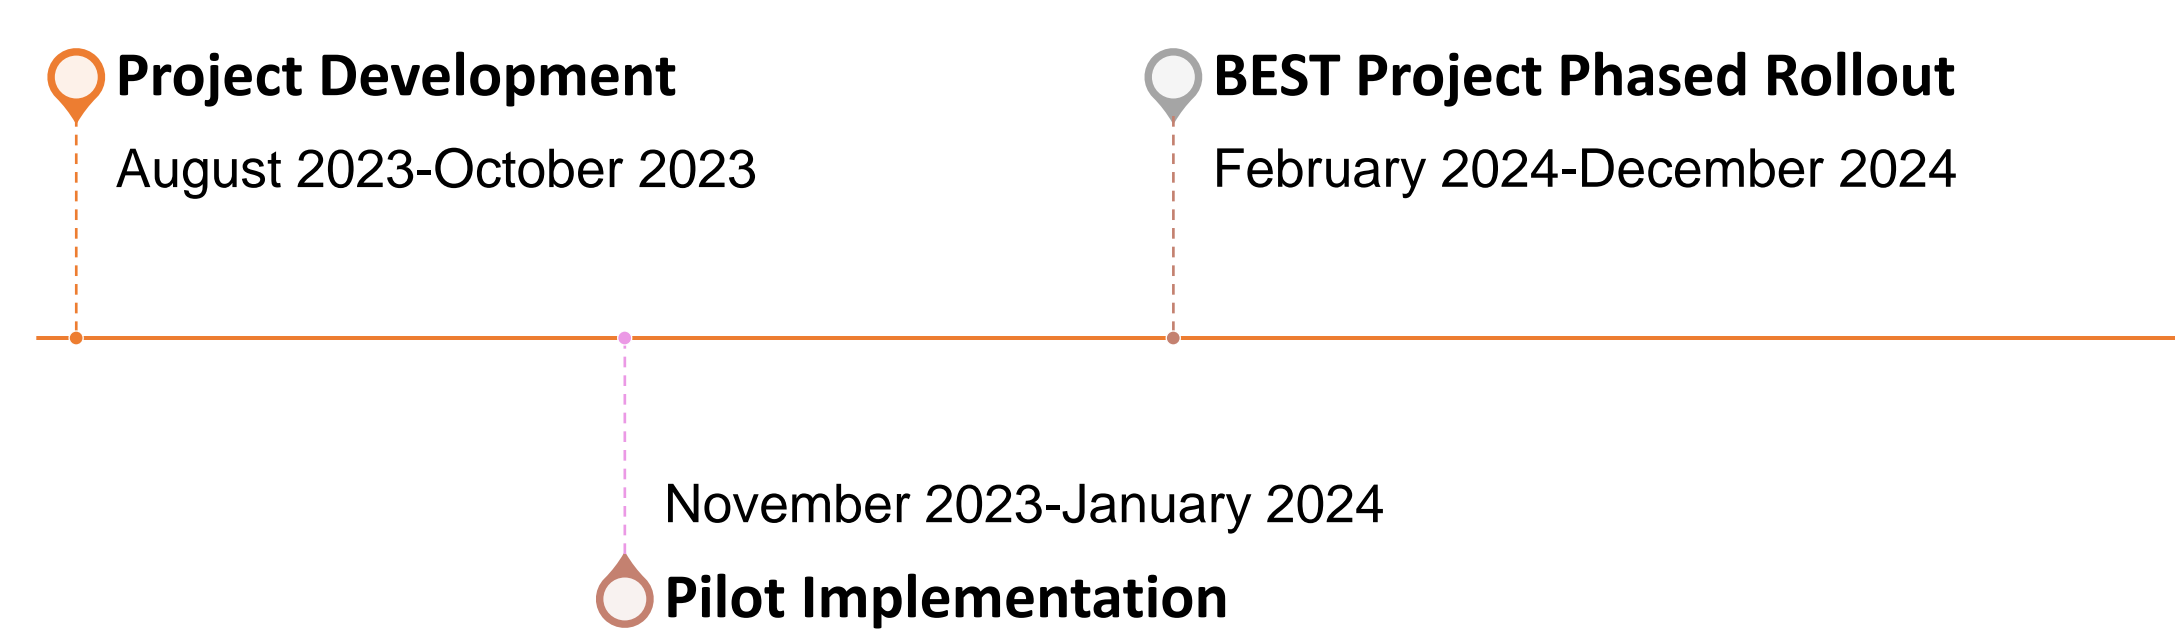 Project Development
August 2023-October 2023
BEST Project Phased Rollout
February 2024-December 2024
November 2023-January 2024
Pilot Implementation